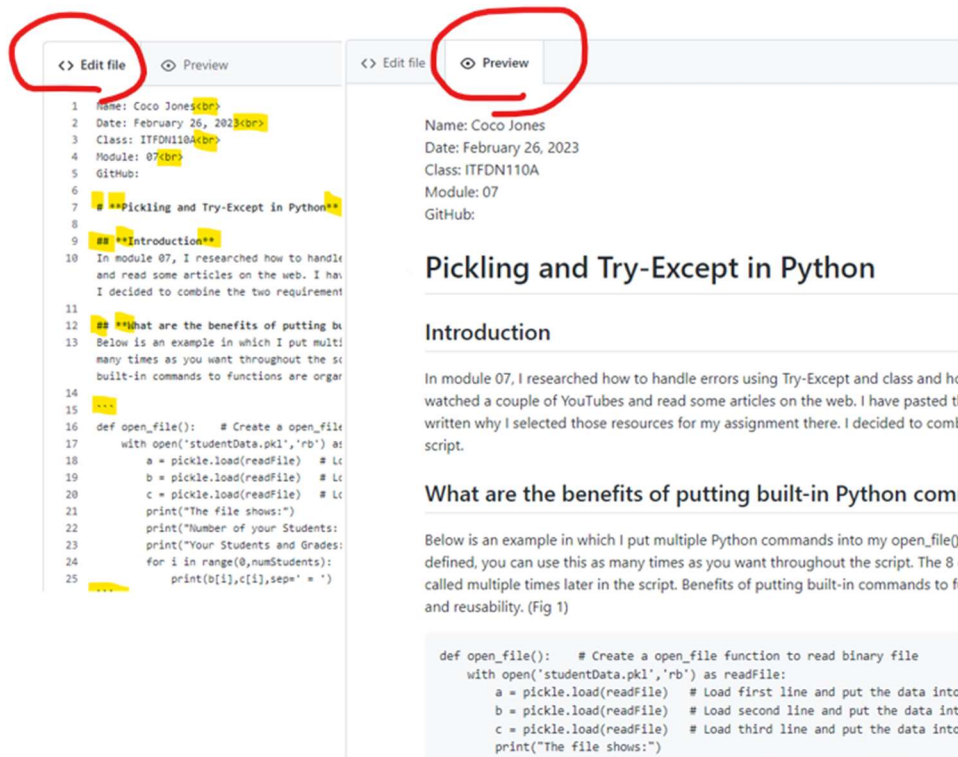 <> Edit file
Preview
1 Name: Coco Jones<br>
2 Date: February 26, 2023<br>
3 Class: ITFDN110A<br>
4 Module: 07<br>
5 GitHub:
6
7 # **Pickling and Try-Except in Python**
8
9 ## **Introduction**
10 In module 07, I researched how to handle
and read some articles on the web. I hav
I decided to combine the two requirement
11
12 ## **What are the benefits of putting bu
13 Below is an example in which I put multi
many times as you want throughout the sc
built-in commands to functions are organ
14
15 ```
16 def open_file():    # Create a open_file
17     with open('studentData.pkl','rb') as
18         a = pickle.load(readFile)   # Lo
19         b = pickle.load(readFile)   # Lo
20         c = pickle.load(readFile)   # Lo
21         print("The file shows:")
22         print("Number of your Students:
23         print("Your Students and Grades:
24         for i in range(0,numStudents):
25             print(b[i],c[i],sep=' = ')
<> Edit file
Preview
Name: Coco Jones
Date: February 26, 2023
Class: ITFDN110A
Module: 07
GitHub:
Pickling and Try-Except in Python
Introduction
In module 07, I researched how to handle errors using Try-Except and class and ho
watched a couple of YouTubes and read some articles on the web. I have pasted t
written why I selected those resources for my assignment there. I decided to comb
script.
What are the benefits of putting built-in Python com
Below is an example in which I put multiple Python commands into my open_file()
defined, you can use this as many times as you want throughout the script. The 8
called multiple times later in the script. Benefits of putting built-in commands to f
and reusability. (Fig 1)
def open_file():    # Create a open_file function to read binary file
    with open('studentData.pkl','rb') as readFile:
        a = pickle.load(readFile)   # Load first line and put the data into
        b = pickle.load(readFile)   # Load second line and put the data int
        c = pickle.load(readFile)   # Load third line and put the data into
        print("The file shows:")